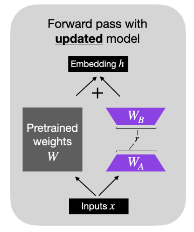 Forward pass with
updated model
Embedding h
+
W_B
Pretrained
weights
W
r
W_A
Inputs x